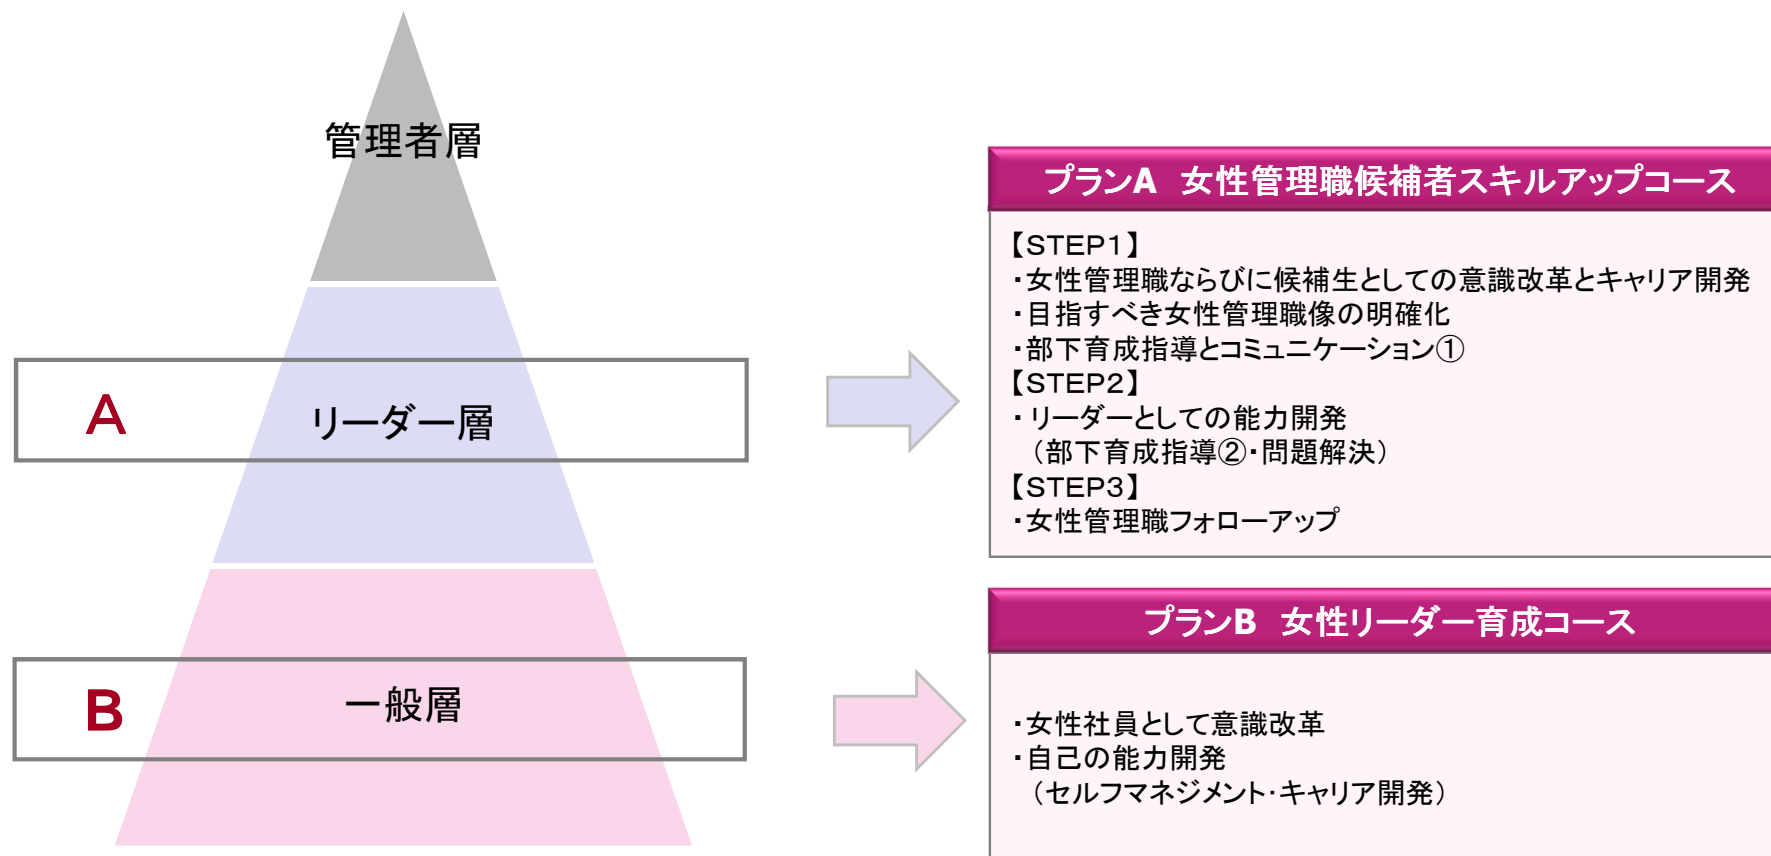 管理者層
A
リーダー層
B
一般層
プランA　女性管理職候補者スキルアップコース
【STEP1】
・女性管理職ならびに候補生としての意識改革とキャリア開発
・目指すべき女性管理職像の明確化
・部下育成指導とコミュニケーション①
【STEP2】
・リーダーとしての能力開発
（部下育成指導②・問題解決）
【STEP3】
・女性管理職フォローアップ
プランB　女性リーダー育成コース
・女性社員として意識改革
・自己の能力開発
（セルフマネジメント・キャリア開発）